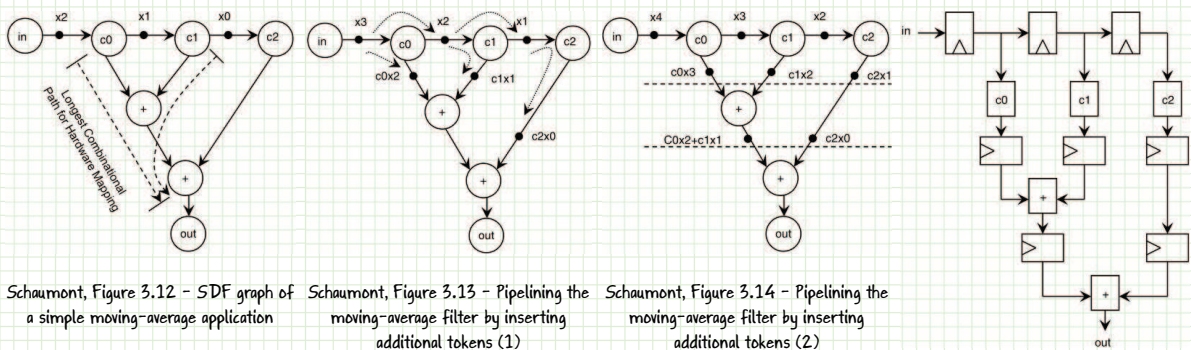 x2
x1
x0
in
c0
c1
c2
+
+
out
Longest Combinational
Path for Hardware Mapping
Schaumont, Figure 3.12 - SDF graph of
a simple moving-average application
x3
x2
x1
in
c0
c1
c2
c0x2
c1x1
+
c2x0
+
out
Schaumont, Figure 3.13 - Pipelining the
moving-average filter by inserting
additional tokens (1)
x4
x3
x2
in
c0
c1
c2
c0x3
c1x2
c2x1
+
C0x2+c1x1
c2x0
+
out
Schaumont, Figure 3.14 - Pipelining the
moving-average filter by inserting
additional tokens (2)
in
c0
c1
c2
+
+
out